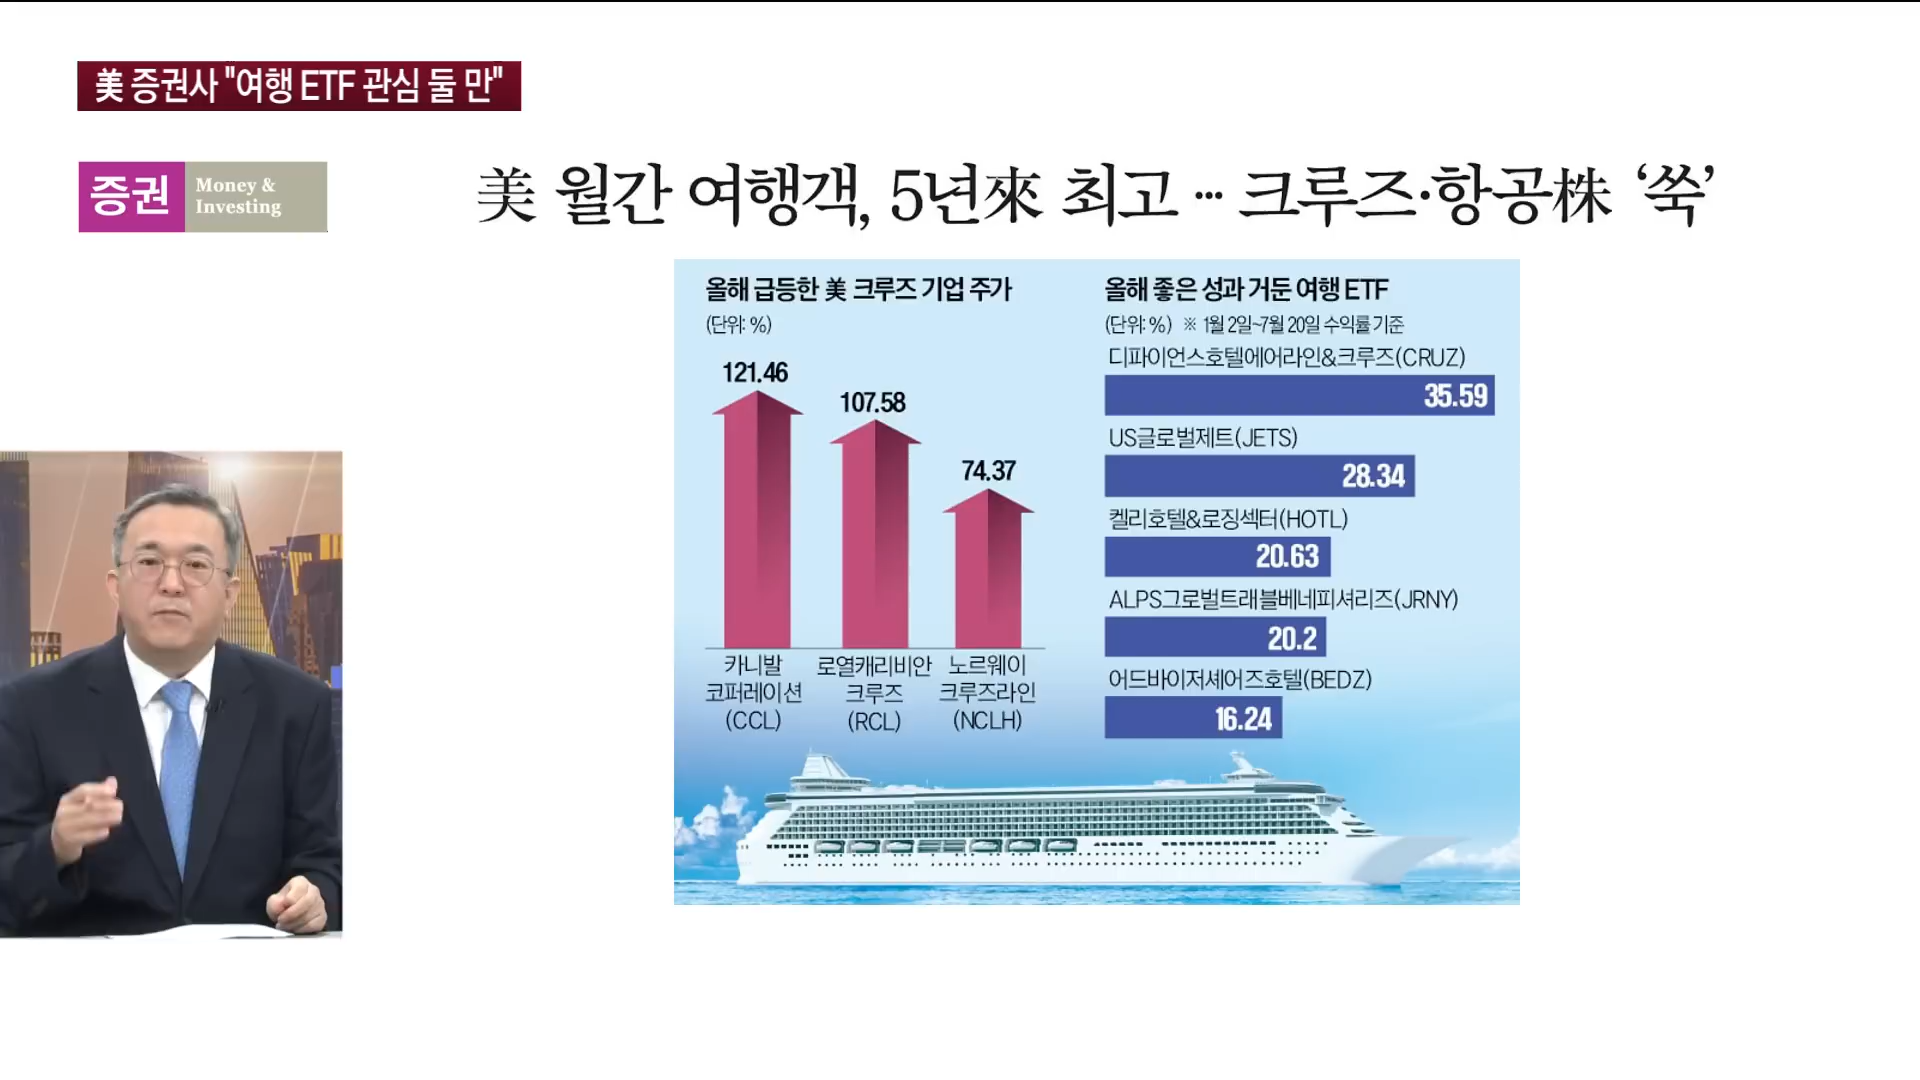 美 증권사 "여행 ETF 관심 둘 만"
증권
Money &
Investing
美 월간 여행객, 5년來 최고 … 크루즈·항공株 ‘쑥’
올해 급등한 美 크루즈 기업 주가
(단위: %)
121.46
107.58
74.37
카니발
코퍼레이션
(CCL)
로열캐리비안
크루즈
(RCL)
노르웨이
크루즈라인
(NCLH)
올해 좋은 성과 거둔 여행 ETF
(단위: %) ※ 1월 2일~7월 20일 수익률 기준
디파이언스호텔에어라인&크루즈(CRUZ)
35.59
US글로벌제트(JETS)
28.34
켈리호텔&로징섹터(HOTL)
20.63
ALPS그로벌트래블베네피셔리즈(JRNY)
20.2
어드바이저셰어즈호텔(BEDZ)
16.24